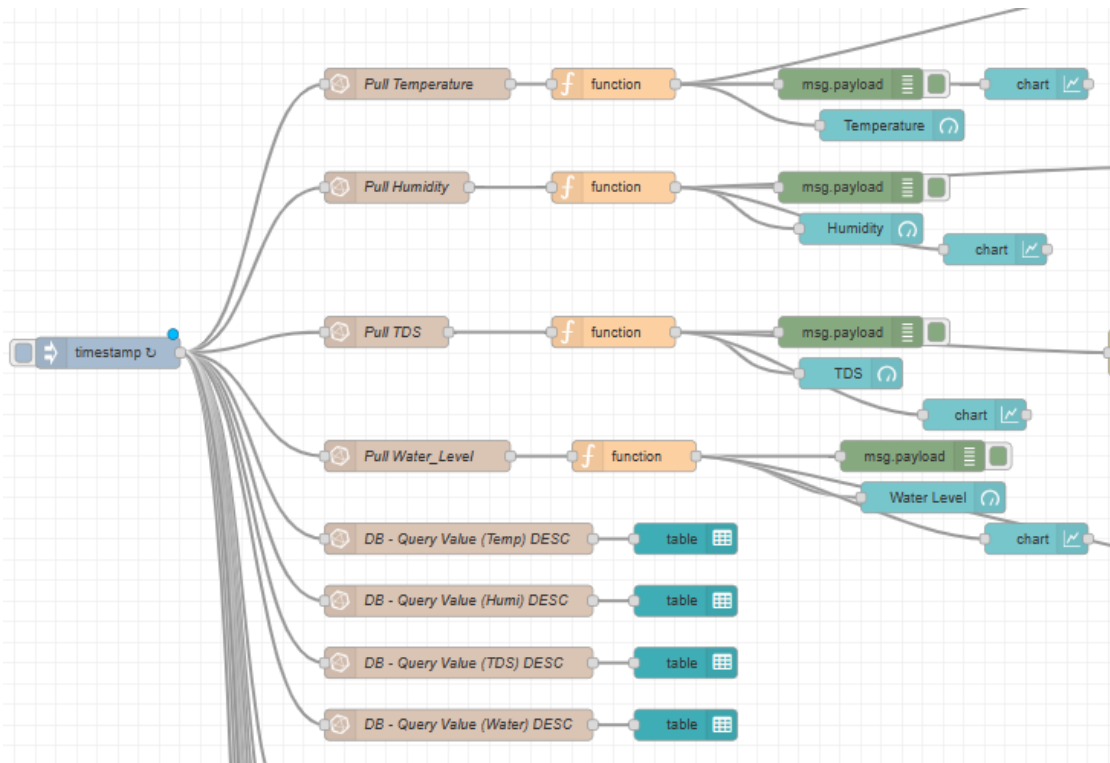 Pull Temperature
function
msg.payload
chart
Temperature
Pull Humidity
function
msg.payload
Humidity
chart
Pull TDS
function
msg.payload
timestamp ↻
TDS
chart
Pull Water_Level
function
msg.payload
Water Level
DB - Query Value (Temp) DESC
table
chart
DB - Query Value (Humi) DESC
table
DB - Query Value (TDS) DESC
table
DB - Query Value (Water) DESC
table